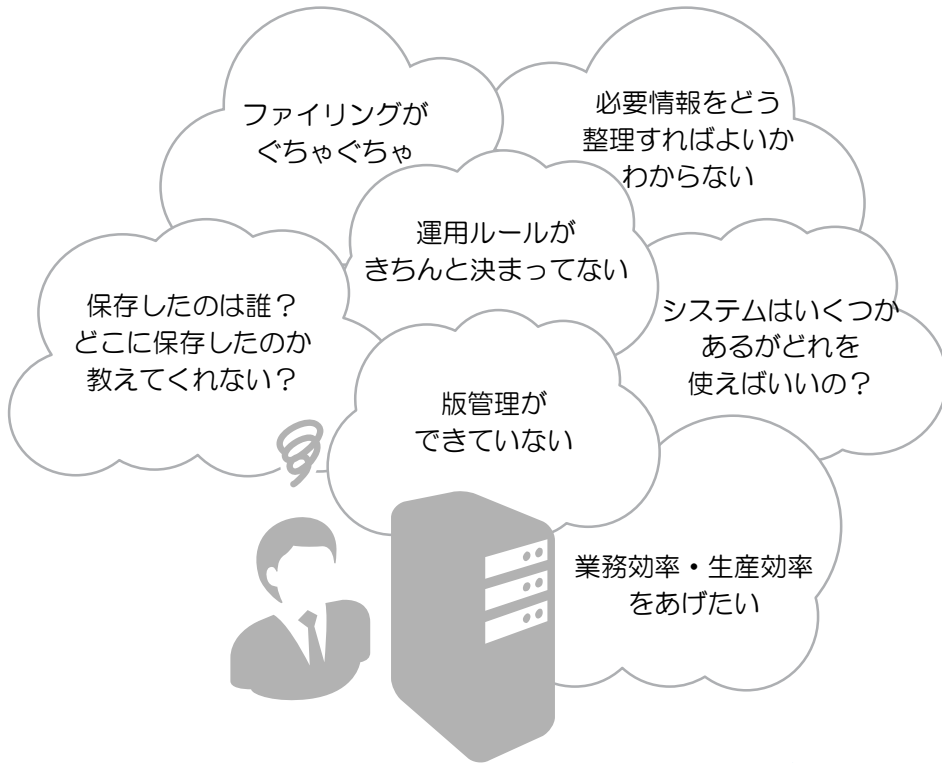 ファイリングが
ぐちゃぐちゃ
必要情報をどう
整理すればよいか
わからない
運用ルールが
きちんと決まってない
保存したのは誰？
どこに保存したのか
教えてくれない？
システムはいくつか
あるがどれを
使えばいいの？
版管理が
できていない
業務効率・生産効率
をあげたい